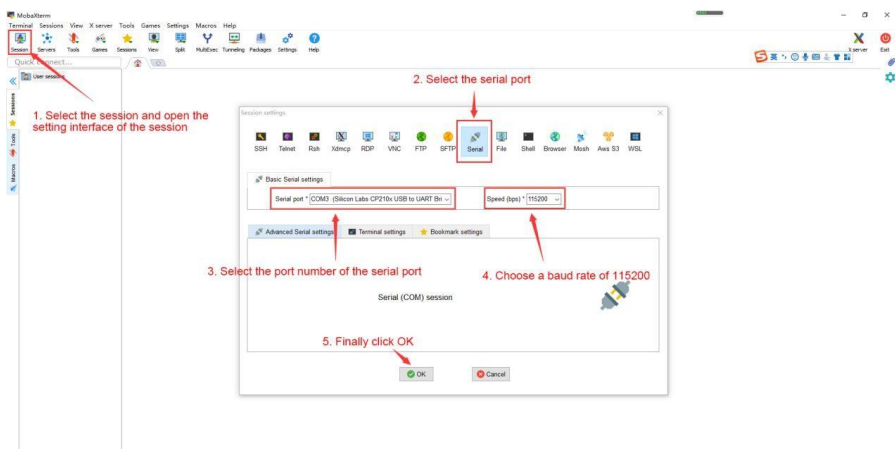 MobaXterm
Terminal Sessions View X server Tools Games Settings Macros Help
Session Servers Tools Games Sessions View Split MultiExec Tunneling Packages Settings Help X server Exit
Quick connect...
英
User sessions
Sessions
Tools
Macros
1. Select the session and open the
setting interface of the session
2. Select the serial port
Session settings
SSH Telnet Rsh Xdmcp RDP VNC FTP SFTP Serial File Shell Browser Mosh Aws S3 WSL
Basic Serial settings
Serial port * COM3 (Silicon Labs CP210x USB to UART Bri Speed (bps) * 115200
Advanced Serial settings Terminal settings Bookmark settings
3. Select the port number of the serial port
4. Choose a baud rate of 115200
Serial (COM) session
5. Finally click OK
OK Cancel